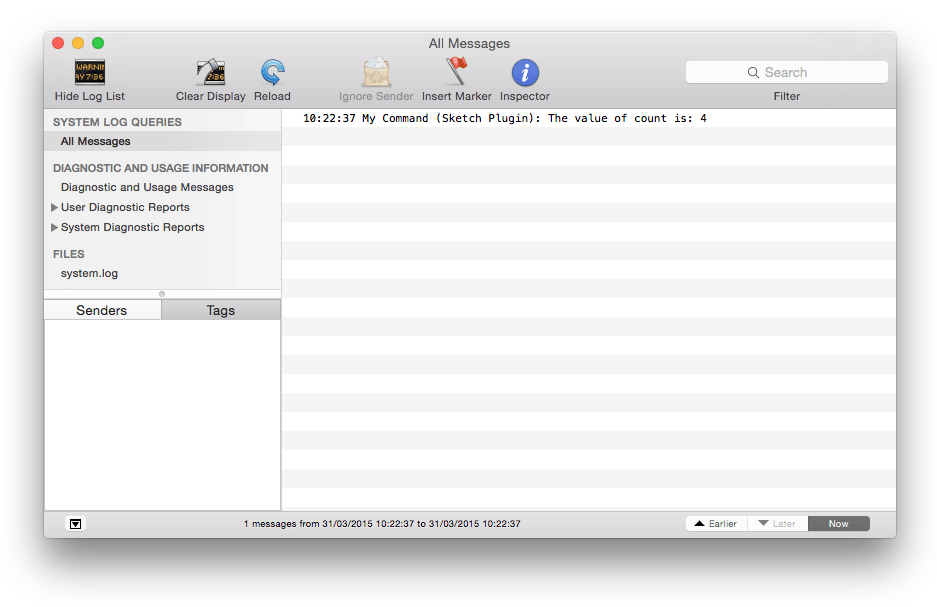 All Messages
WARNIN
AY 7:36
7:36
Hide Log List
Clear Display
Reload
Ignore Sender
Insert Marker
Inspector
Search
Filter
SYSTEM LOG QUERIES
All Messages
DIAGNOSTIC AND USAGE INFORMATION
Diagnostic and Usage Messages
User Diagnostic Reports
System Diagnostic Reports
FILES
system.log
Senders
Tags
10:22:37 My Command (Sketch Plugin): The value of count is: 4
1 messages from 31/03/2015 10:22:37 to 31/03/2015 10:22:37
Earlier
Later
Now